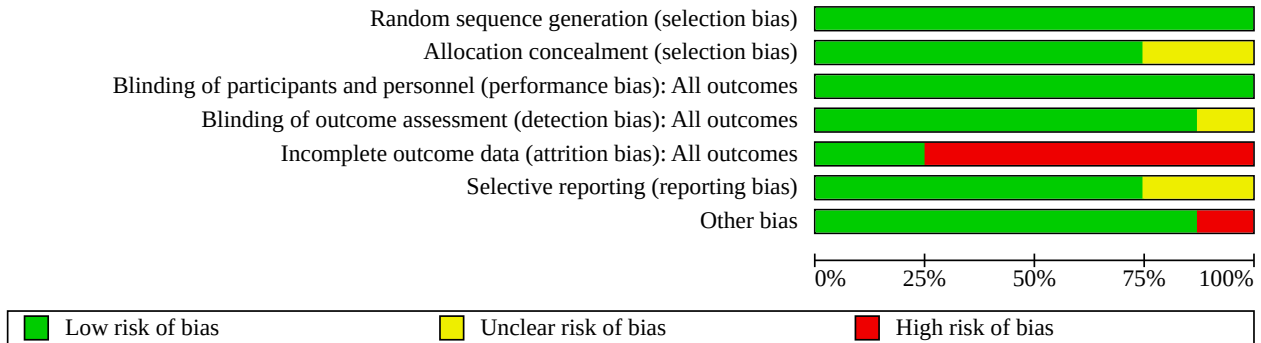 Random sequence generation (selection bias)
Allocation concealment (selection bias)
Blinding of participants and personnel (performance bias): All outcomes
Blinding of outcome assessment (detection bias): All outcomes
Incomplete outcome data (attrition bias): All outcomes
Selective reporting (reporting bias)
Other bias
0% 25% 50% 75% 100%
Low risk of bias Unclear risk of bias High risk of bias